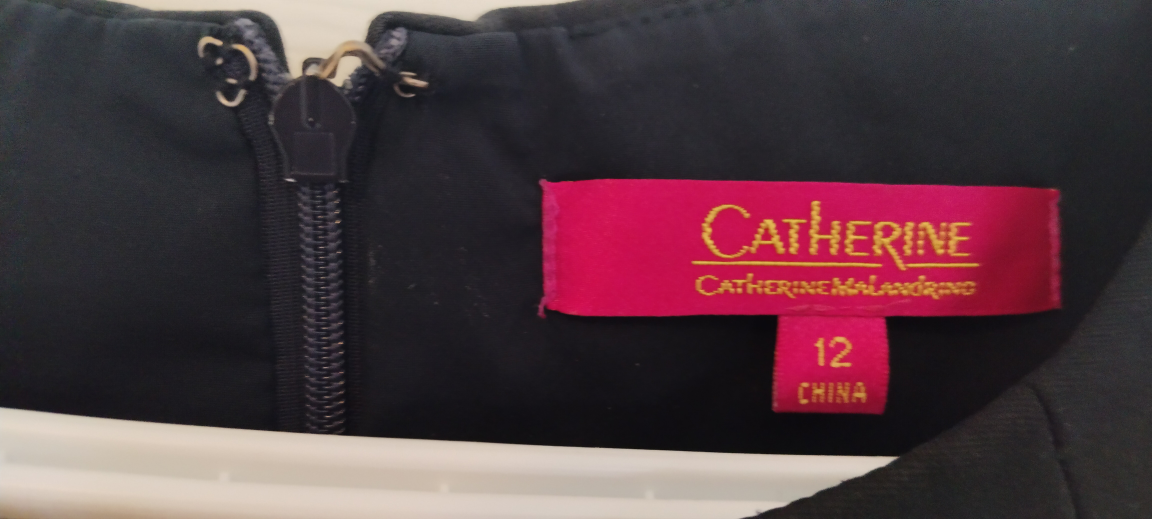 CATHERINE
CATHERINE MALANDRINO
12
CHINA